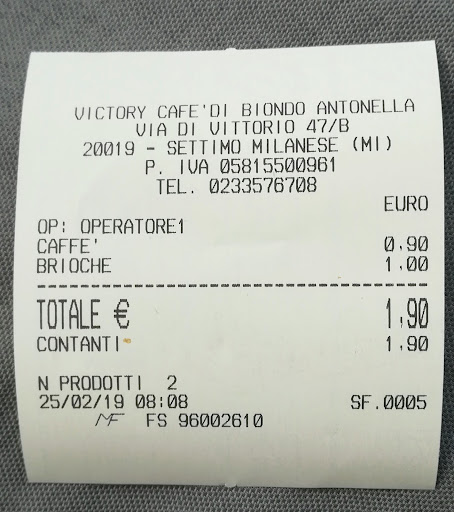 VICTORY CAFE'DI BIONDO ANTONELLA
VIA DI VITTORIO 47/B
20019 - SETTIMO MILANESE (MI)
P. IVA 05815500961
TEL. 0233576708
EURO
OP: OPERATORE1
CAFFE' 0,90
BRIOCHE 1,00
TOTALE € 1,90
CONTANTI 1,90
N PRODOTTI 2
25/02/19 08:08 SF.0005
MF FS 96002610